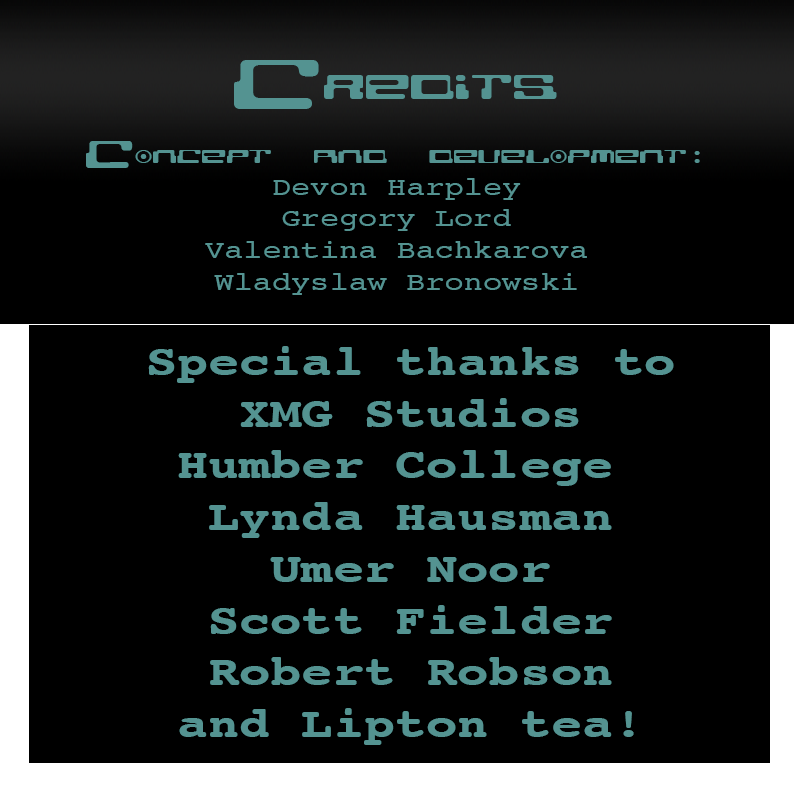 Credits
Concept and development:
Devon Harpley
Gregory Lord
Valentina Bachkarova
Wladyslaw Bronowski
Special thanks to
XMG Studios
Humber College
Lynda Hausman
Umer Noor
Scott Fielder
Robert Robson
and Lipton tea!